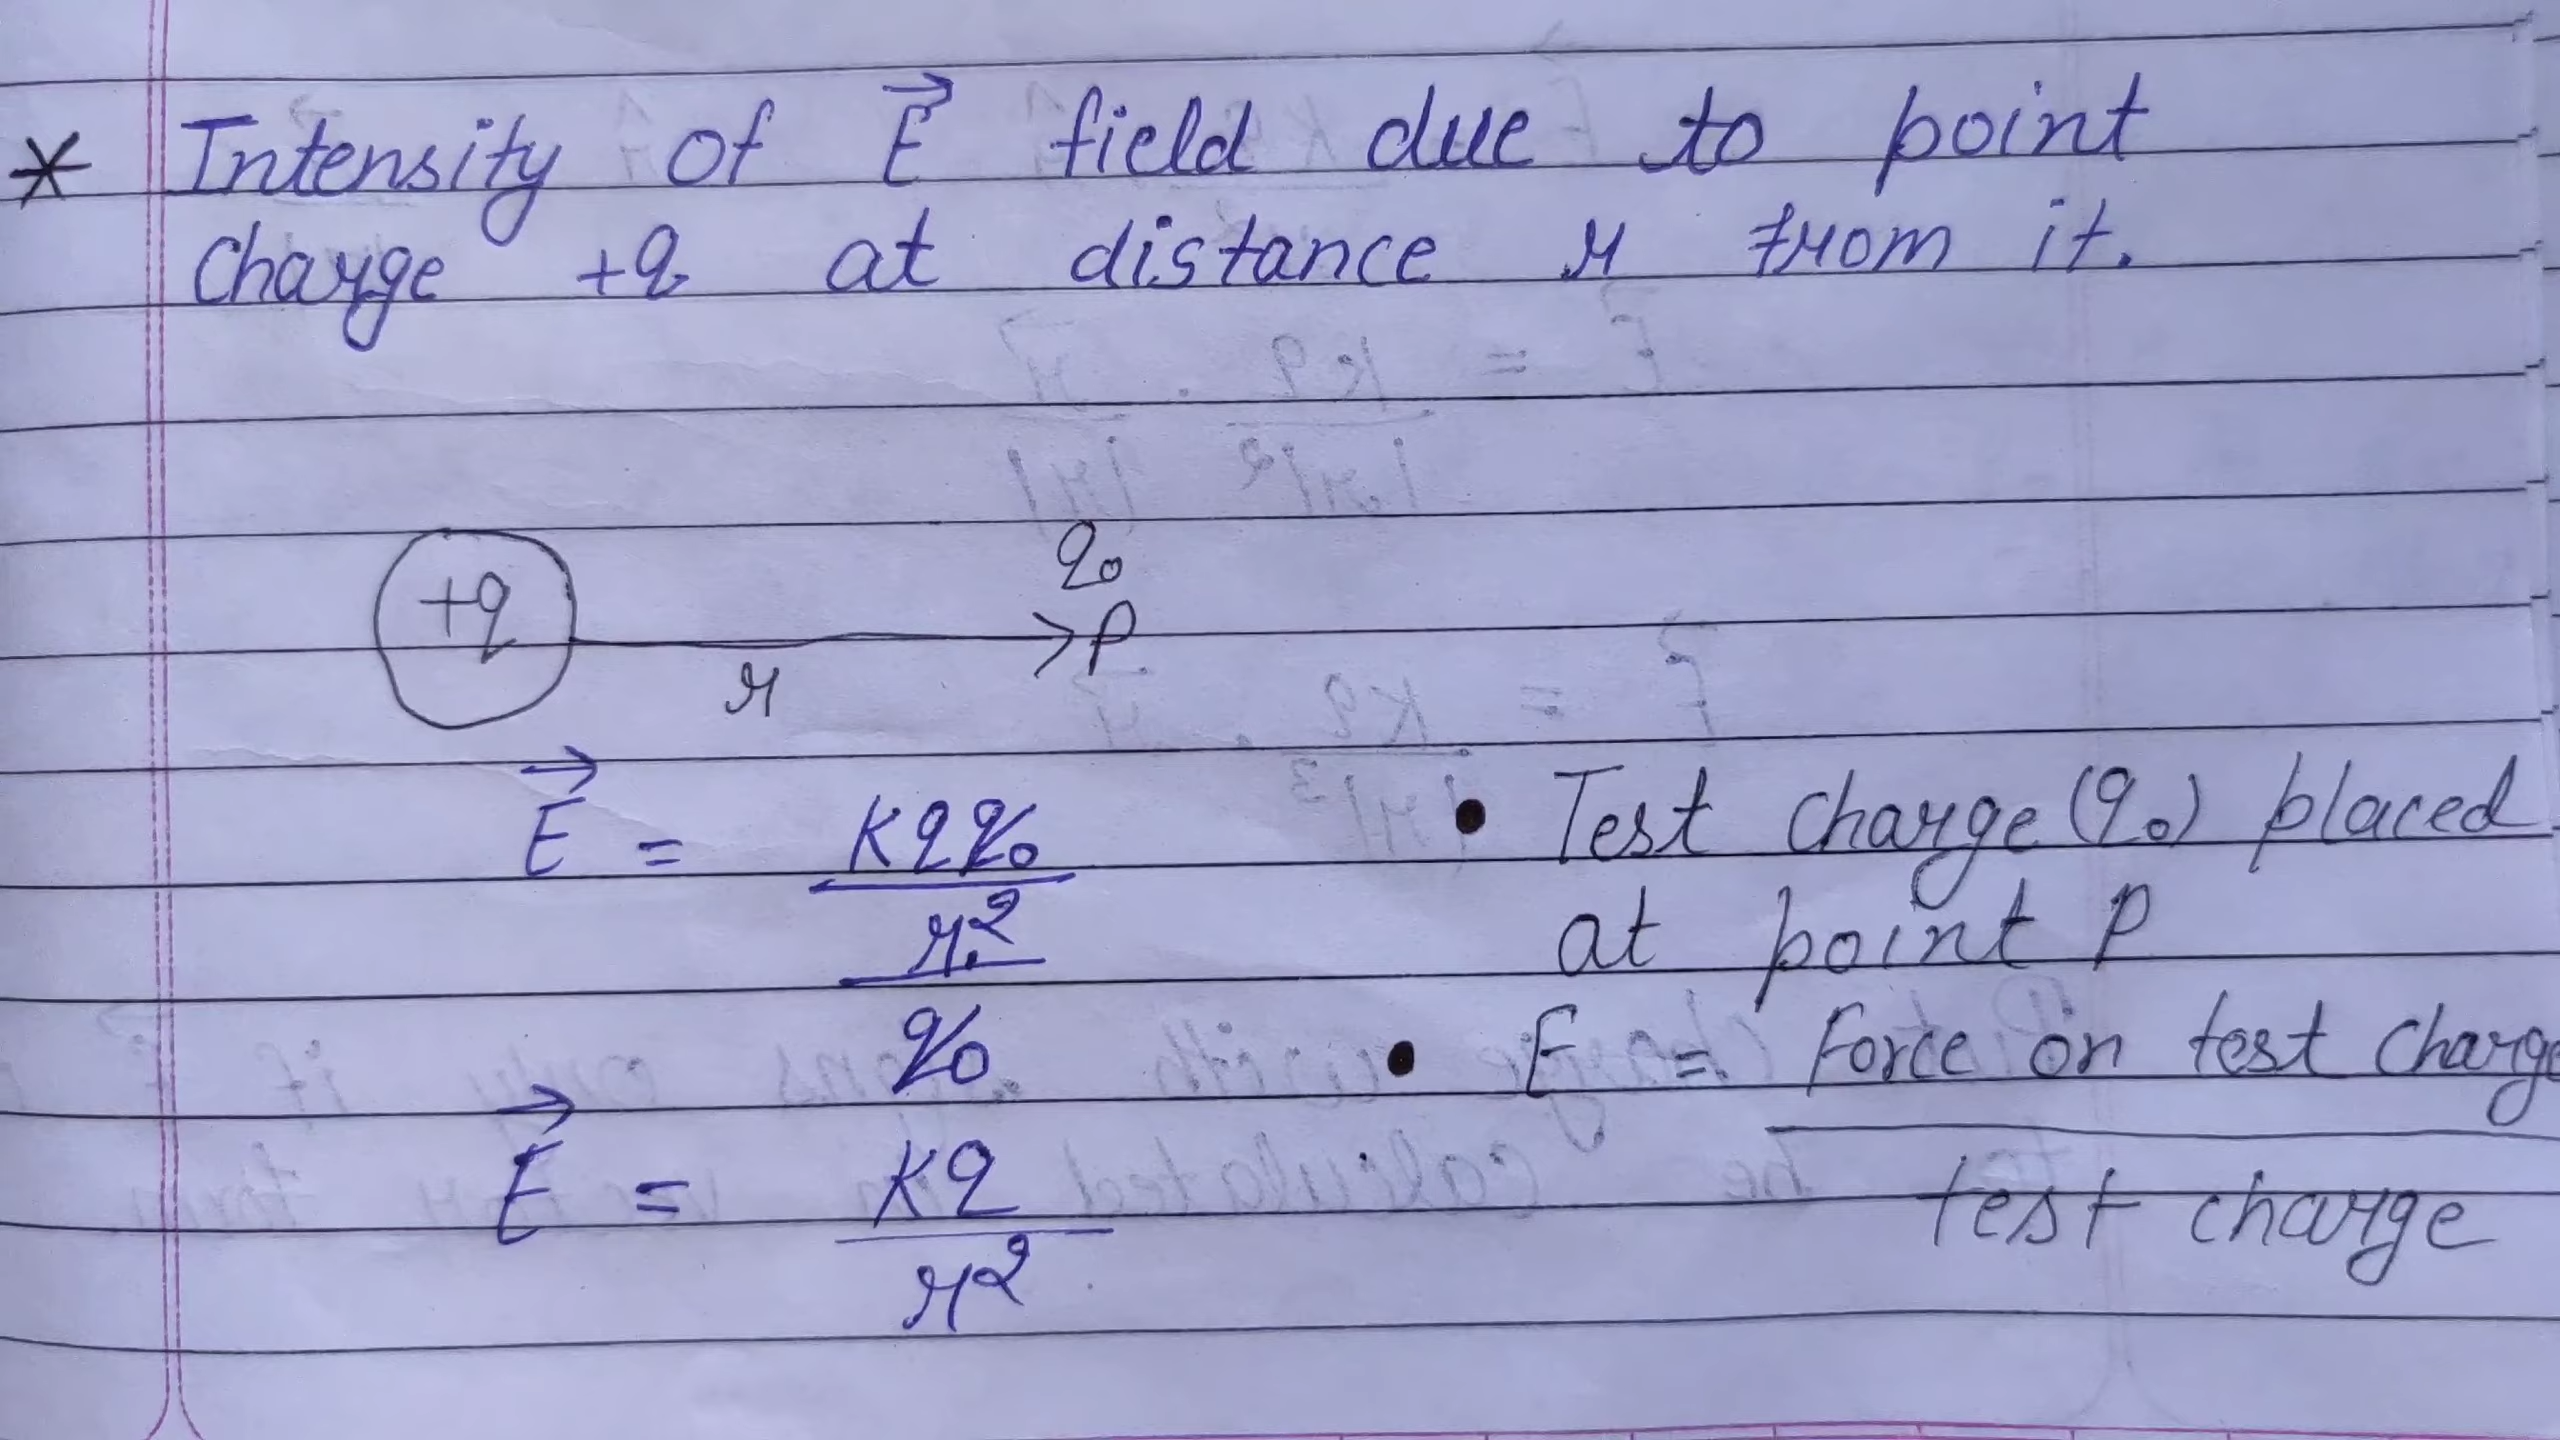 * Intensity of E⃗ field due to point
charge +q at distance r from it.
+q
q₀
P
r
E⃗ = Kqq₀
r²
q₀
• Test charge (q₀) placed
at point P
• E = Force on test charge
test charge
E⃗ = Kq
r²